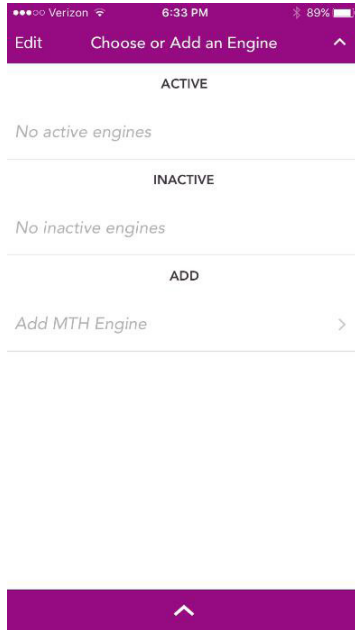 Verizon 6:33 PM 89%
Edit Choose or Add an Engine
ACTIVE
No active engines
INACTIVE
No inactive engines
ADD
Add MTH Engine